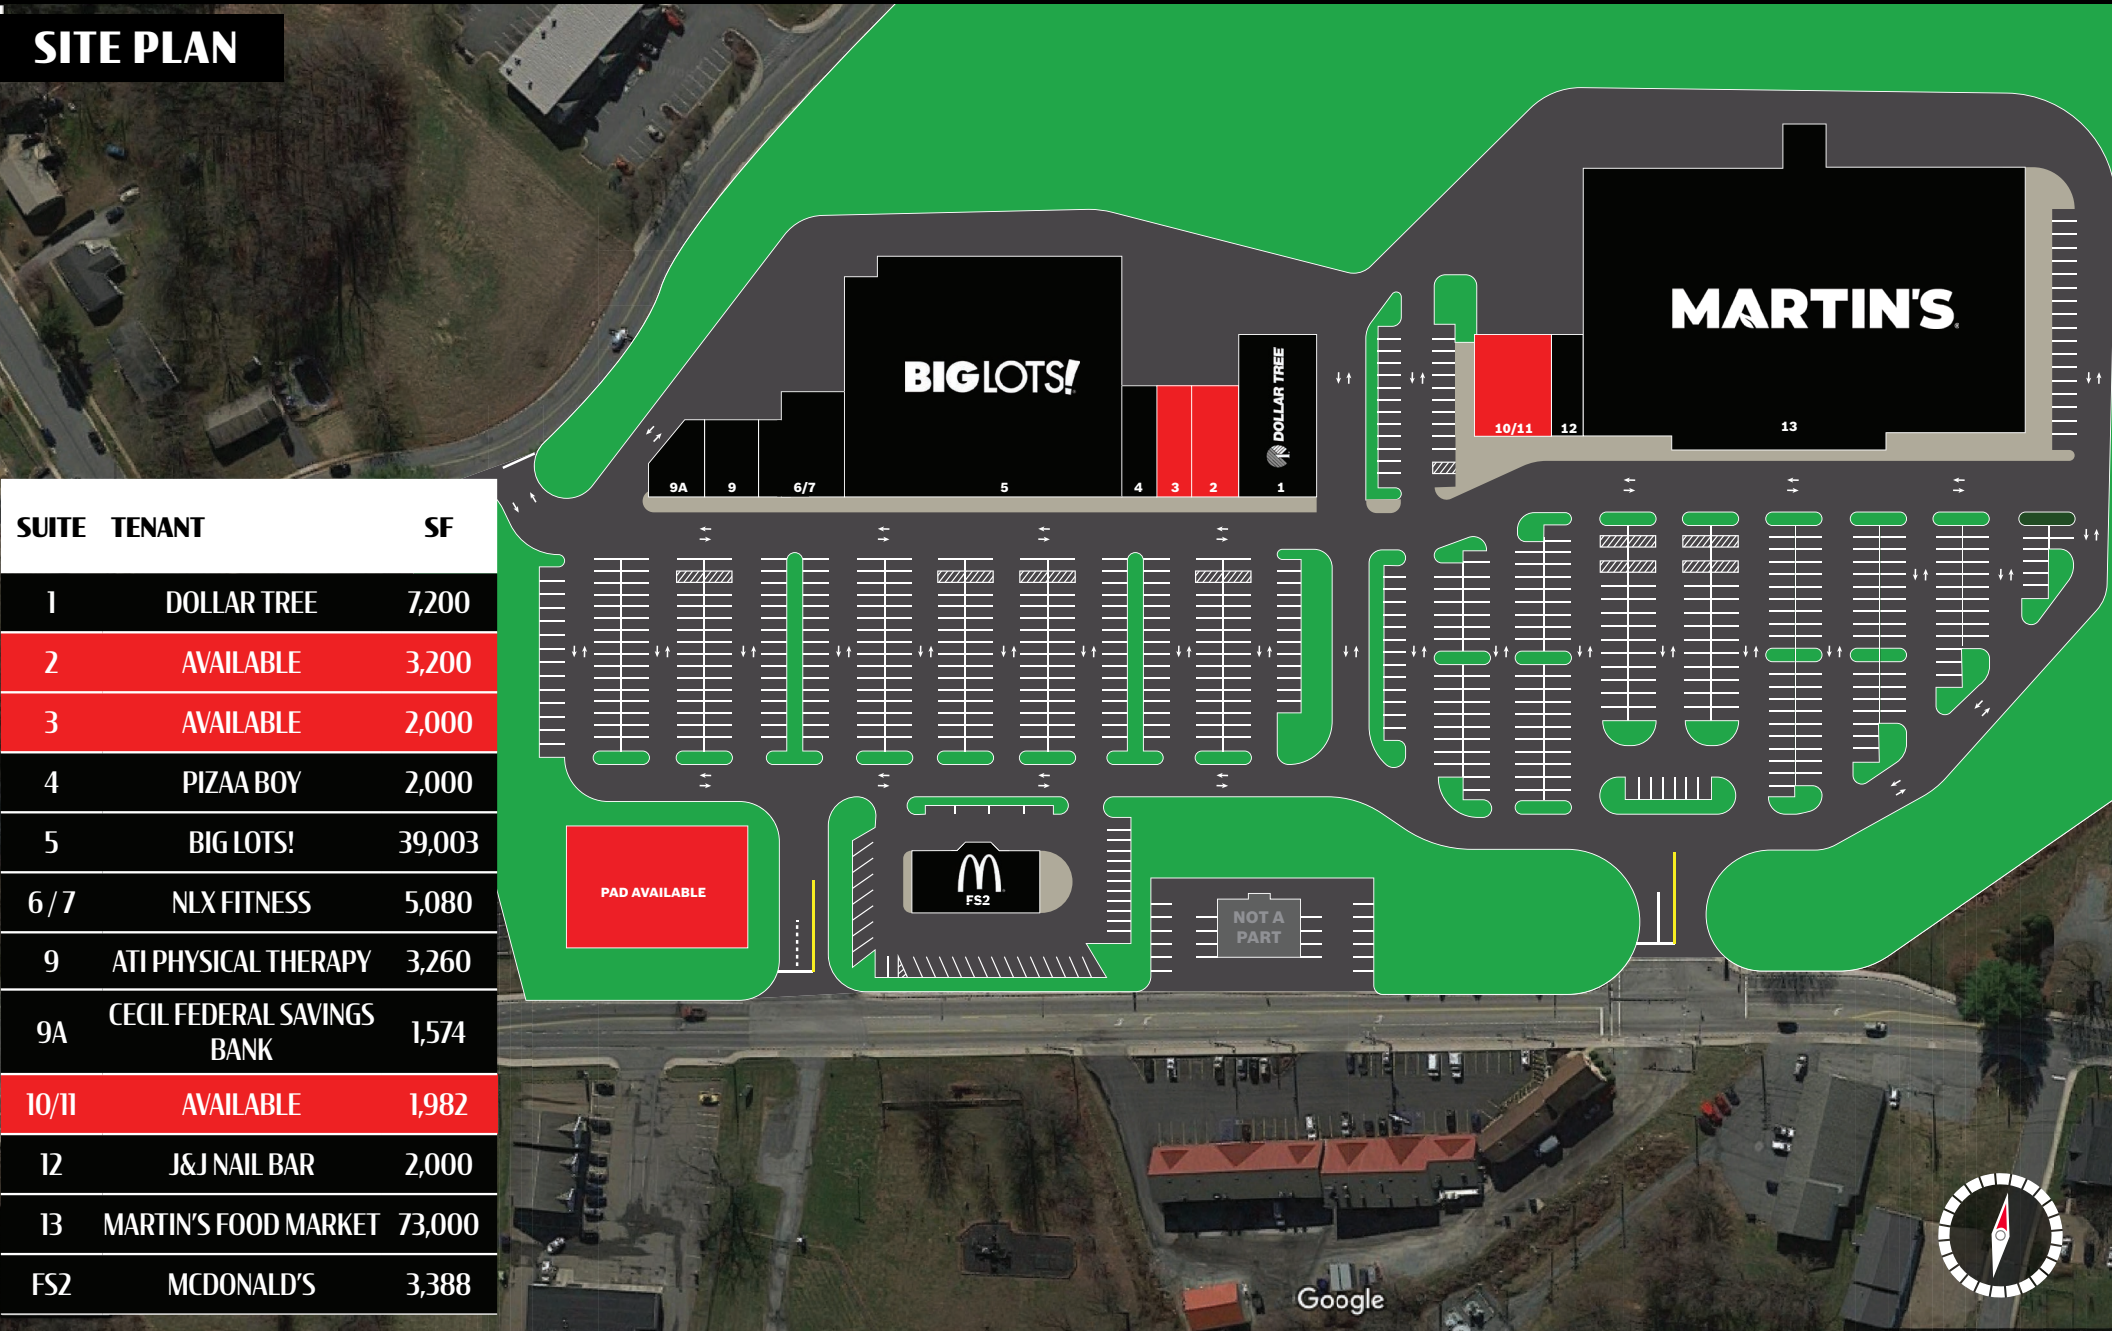 SITE PLAN
SUITE TENANT SF
1 DOLLAR TREE 7,200
2 AVAILABLE 3,200
3 AVAILABLE 2,000
4 PIZAA BOY 2,000
5 BIG LOTS! 39,003
6 / 7 NLX FITNESS 5,080
9 ATI PHYSICAL THERAPY 3,260
9A CECIL FEDERAL SAVINGS BANK 1,574
10/11 AVAILABLE 1,982
12 J&J NAIL BAR 2,000
13 MARTIN'S FOOD MARKET 73,000
FS2 MCDONALD'S 3,388
MARTIN'S
BIG LOTS!
DOLLAR TREE
10/11 12 13
9A 9 6/7 5 4 3 2 1
PAD AVAILABLE
FS2
NOT A
PART
Google